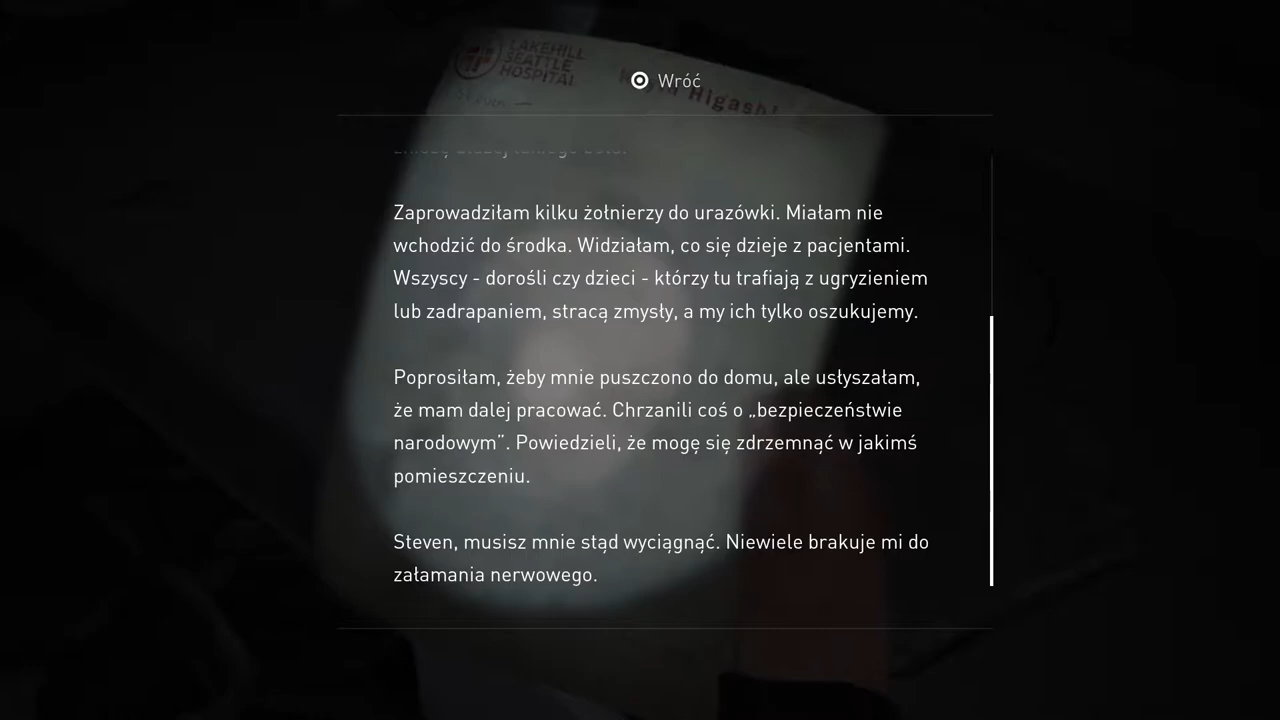 LAKEHILL
SEATTLE
HOSPITAL
Wróć
Zaprowadziłam kilku żołnierzy do urazówki. Miałam nie
wchodzić do środka. Widziałam, co się dzieje z pacjentami.
Wszyscy - dorośli czy dzieci - którzy tu trafiają z ugryzieniem
lub zadrapaniem, stracą zmysły, a my ich tylko oszukujemy.
Poprosiłam, żeby mnie puszczono do domu, ale usłyszałam,
że mam dalej pracować. Chrzanili coś o „bezpieczeństwie
narodowym”. Powiedzieli, że mogę się zdrzemnąć w jakimś
pomieszczeniu.
Steven, musisz mnie stąd wyciągnąć. Niewiele brakuje mi do
załamania nerwowego.